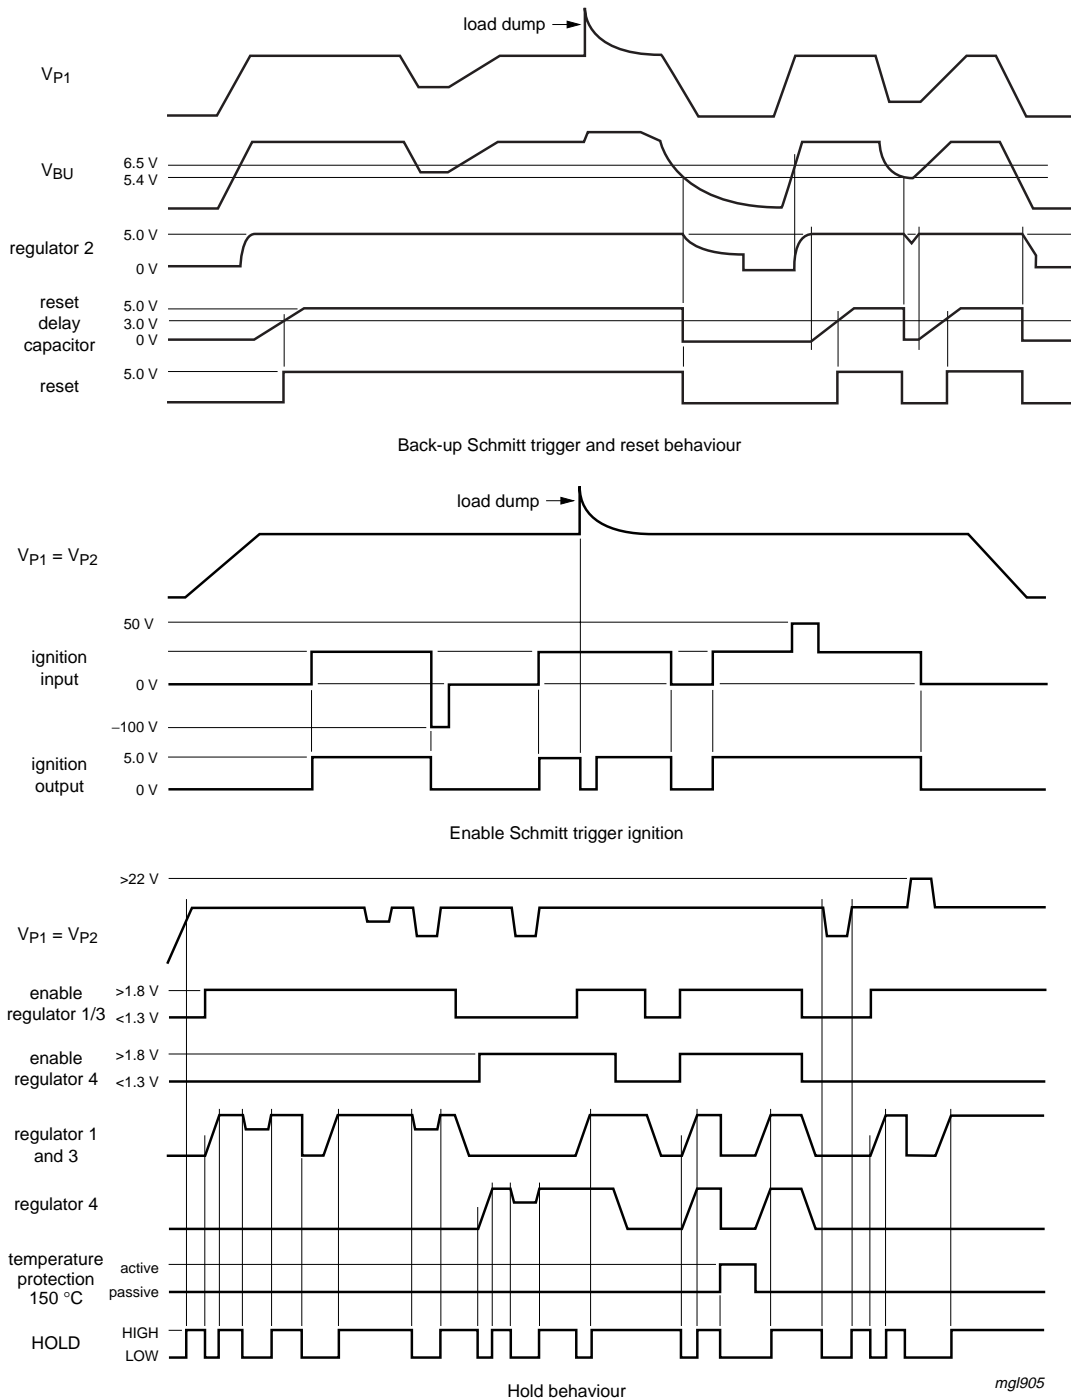 load dump
VP1
VBU
6.5 V
5.4 V
regulator 2
5.0 V
0 V
reset
delay
capacitor
5.0 V
3.0 V
0 V
reset
5.0 V
Back-up Schmitt trigger and reset behaviour
load dump
VP1 = VP2
50 V
ignition
input
0 V
–100 V
ignition
output
5.0 V
0 V
Enable Schmitt trigger ignition
>22 V
VP1 = VP2
enable
regulator 1/3
>1.8 V
<1.3 V
enable
regulator 4
>1.8 V
<1.3 V
regulator 1
and 3
regulator 4
temperature
protection
150 °C
active
passive
HOLD
HIGH
LOW
Hold behaviour
mgl905